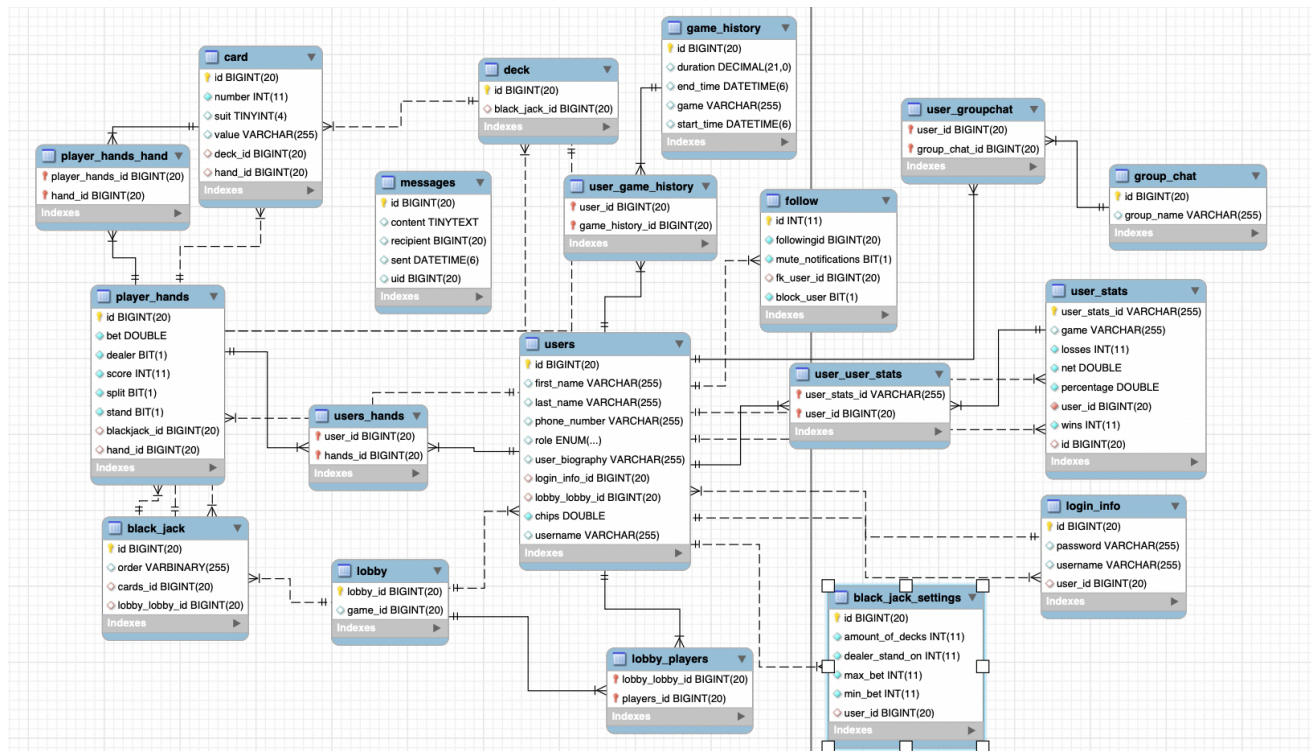 card
id BIGINT(20)
number INT(11)
suit TINYINT(4)
value VARCHAR(255)
deck_id BIGINT(20)
hand_id BIGINT(20)
Indexes
deck
id BIGINT(20)
black_jack_id BIGINT(20)
Indexes
game_history
id BIGINT(20)
duration DECIMAL(21,0)
end_time DATETIME(6)
game VARCHAR(255)
start_time DATETIME(6)
Indexes
user_groupchat
user_id BIGINT(20)
group_chat_id BIGINT(20)
Indexes
player_hands_hand
player_hands_id BIGINT(20)
hand_id BIGINT(20)
Indexes
messages
id BIGINT(20)
content TINYTEXT
recipient BIGINT(20)
sent DATETIME(6)
uid BIGINT(20)
Indexes
user_game_history
user_id BIGINT(20)
game_history_id BIGINT(20)
Indexes
follow
id INT(11)
followingid BIGINT(20)
mute_notifications BIT(1)
fk_user_id BIGINT(20)
block_user BIT(1)
Indexes
group_chat
id BIGINT(20)
group_name VARCHAR(255)
Indexes
player_hands
id BIGINT(20)
bet DOUBLE
dealer BIT(1)
score INT(11)
split BIT(1)
stand BIT(1)
blackjack_id BIGINT(20)
hand_id BIGINT(20)
Indexes
users_hands
user_id BIGINT(20)
hands_id BIGINT(20)
Indexes
users
id BIGINT(20)
first_name VARCHAR(255)
last_name VARCHAR(255)
phone_number VARCHAR(255)
role ENUM(...)
user_biography VARCHAR(255)
login_info_id BIGINT(20)
lobby_lobby_id BIGINT(20)
chips DOUBLE
username VARCHAR(255)
Indexes
user_user_stats
user_stats_id VARCHAR(255)
user_id BIGINT(20)
Indexes
user_stats
user_stats_id VARCHAR(255)
game VARCHAR(255)
losses INT(11)
net DOUBLE
percentage DOUBLE
user_id BIGINT(20)
wins INT(11)
id BIGINT(20)
Indexes
black_jack
id BIGINT(20)
order VARBINARY(255)
cards_id BIGINT(20)
lobby_lobby_id BIGINT(20)
Indexes
lobby
lobby_id BIGINT(20)
game_id BIGINT(20)
Indexes
lobby_players
lobby_lobby_id BIGINT(20)
players_id BIGINT(20)
Indexes
login_info
id BIGINT(20)
password VARCHAR(255)
username VARCHAR(255)
user_id BIGINT(20)
Indexes
black_jack_settings
id BIGINT(20)
amount_of_decks INT(11)
dealer_stand_on INT(11)
max_bet INT(11)
min_bet INT(11)
user_id BIGINT(20)
Indexes